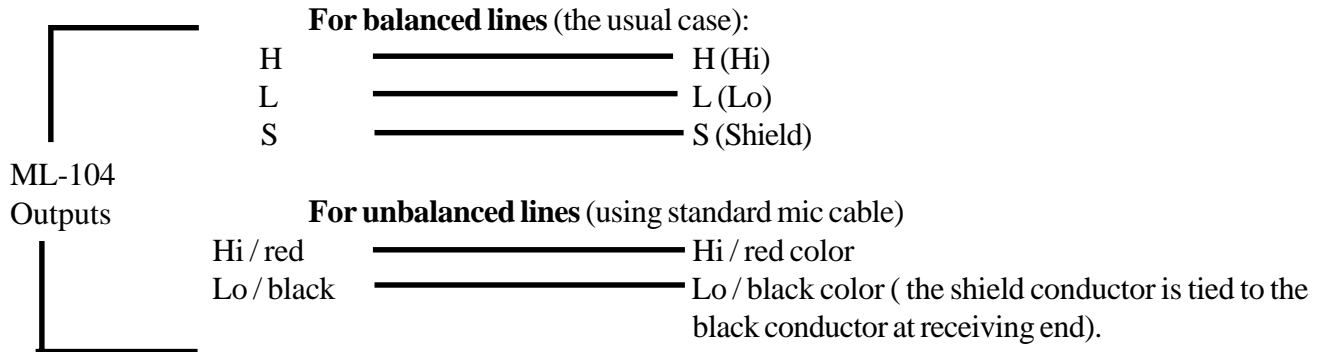 For balanced lines (the usual case):
H H (Hi)
L L (Lo)
S S (Shield)
ML-104
Outputs
For unbalanced lines (using standard mic cable)
Hi / red Hi / red color
Lo / black Lo / black color ( the shield conductor is tied to the
black conductor at receiving end).